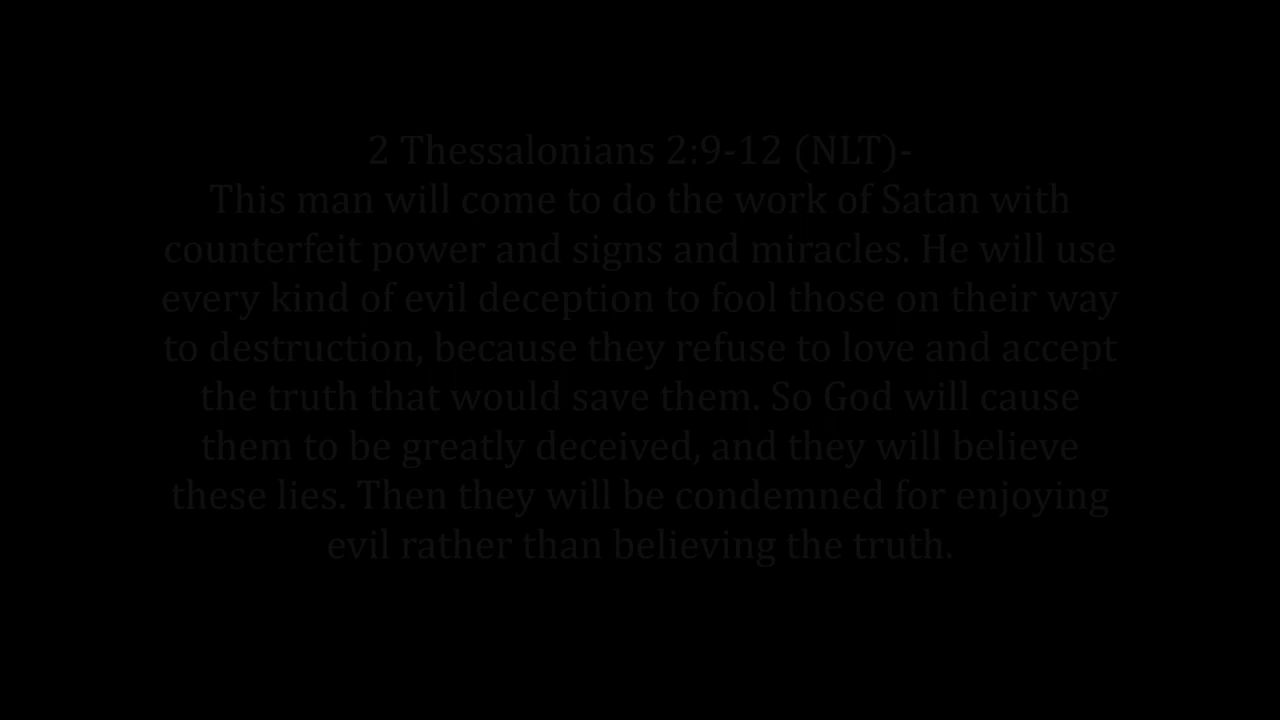 2 Thessalonians 2:9-12 (NLT)-
This man will come to do the work of Satan with
counterfeit power and signs and miracles. He will use
every kind of evil deception to fool those on their way
to destruction, because they refuse to love and accept
the truth that would save them. So God will cause
them to be greatly deceived, and they will believe
these lies. Then they will be condemned for enjoying
evil rather than believing the truth.